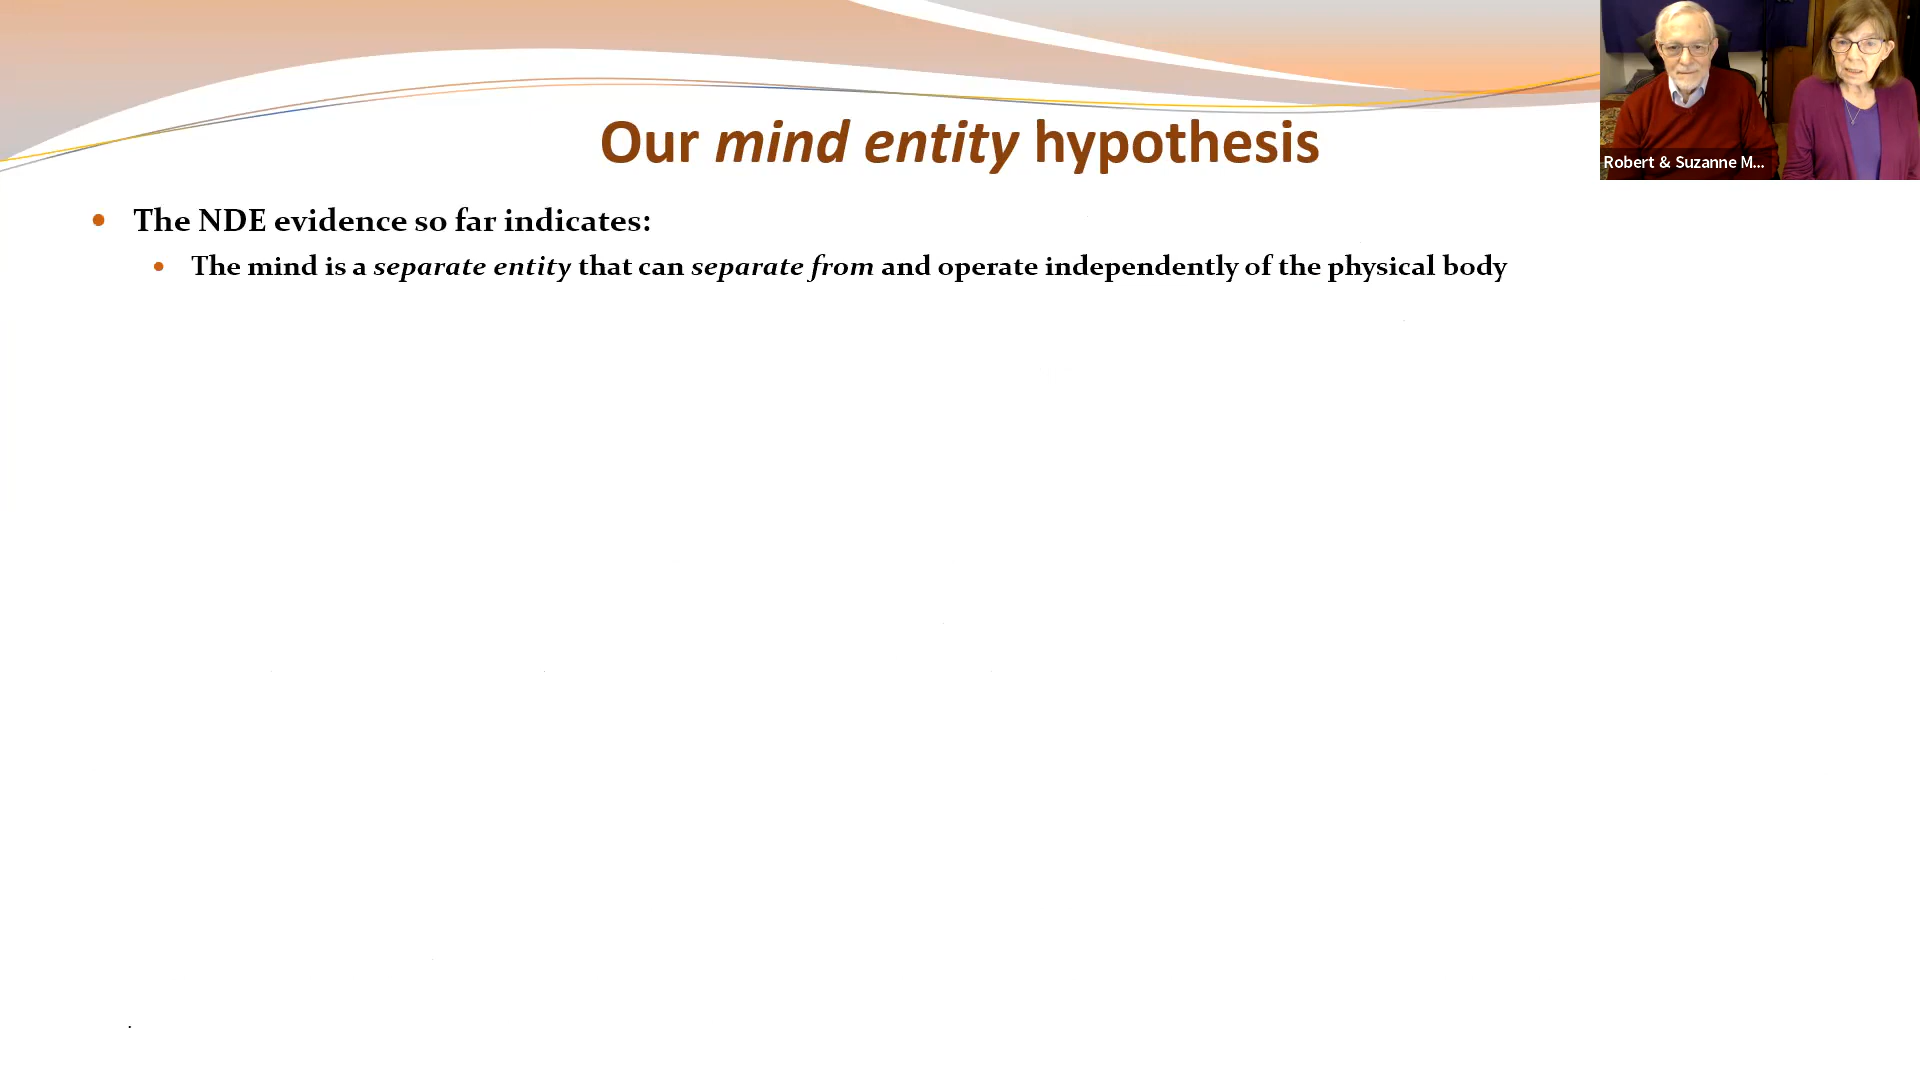 Our mind entity hypothesis
Robert & Suzanne M...
• The NDE evidence so far indicates:
• The mind is a separate entity that can separate from and operate independently of the physical body
.